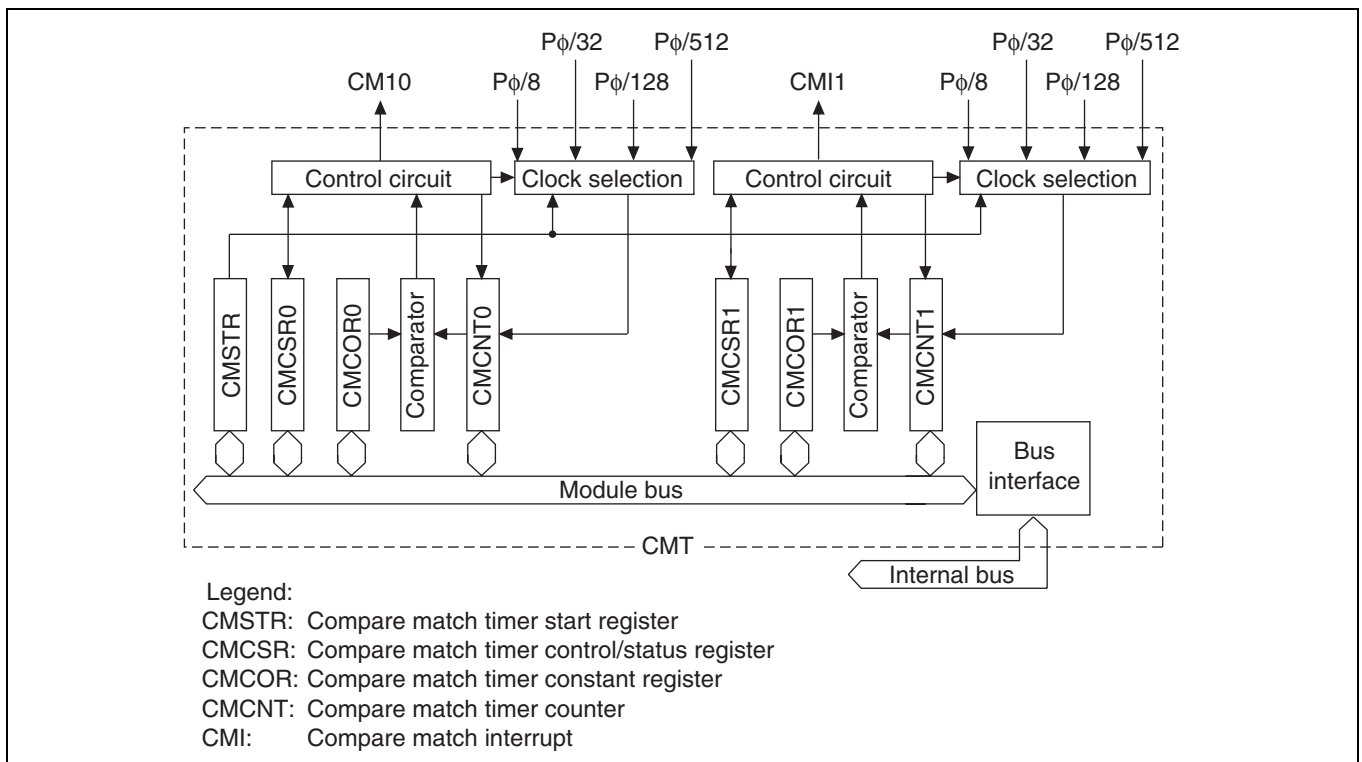 Pφ/32 Pφ/512 Pφ/32 Pφ/512
CM10 Pφ/8 Pφ/128 CMI1 Pφ/8 Pφ/128
Control circuit Clock selection Control circuit Clock selection
CMSTR
CMCSR0
CMCOR0
Comparator
CMCNT0
CMCSR1
CMCOR1
Comparator
CMCNT1
Bus
interface
Module bus
CMT
Internal bus
Legend:
CMSTR: Compare match timer start register
CMCSR: Compare match timer control/status register
CMCOR: Compare match timer constant register
CMCNT: Compare match timer counter
CMI: Compare match interrupt